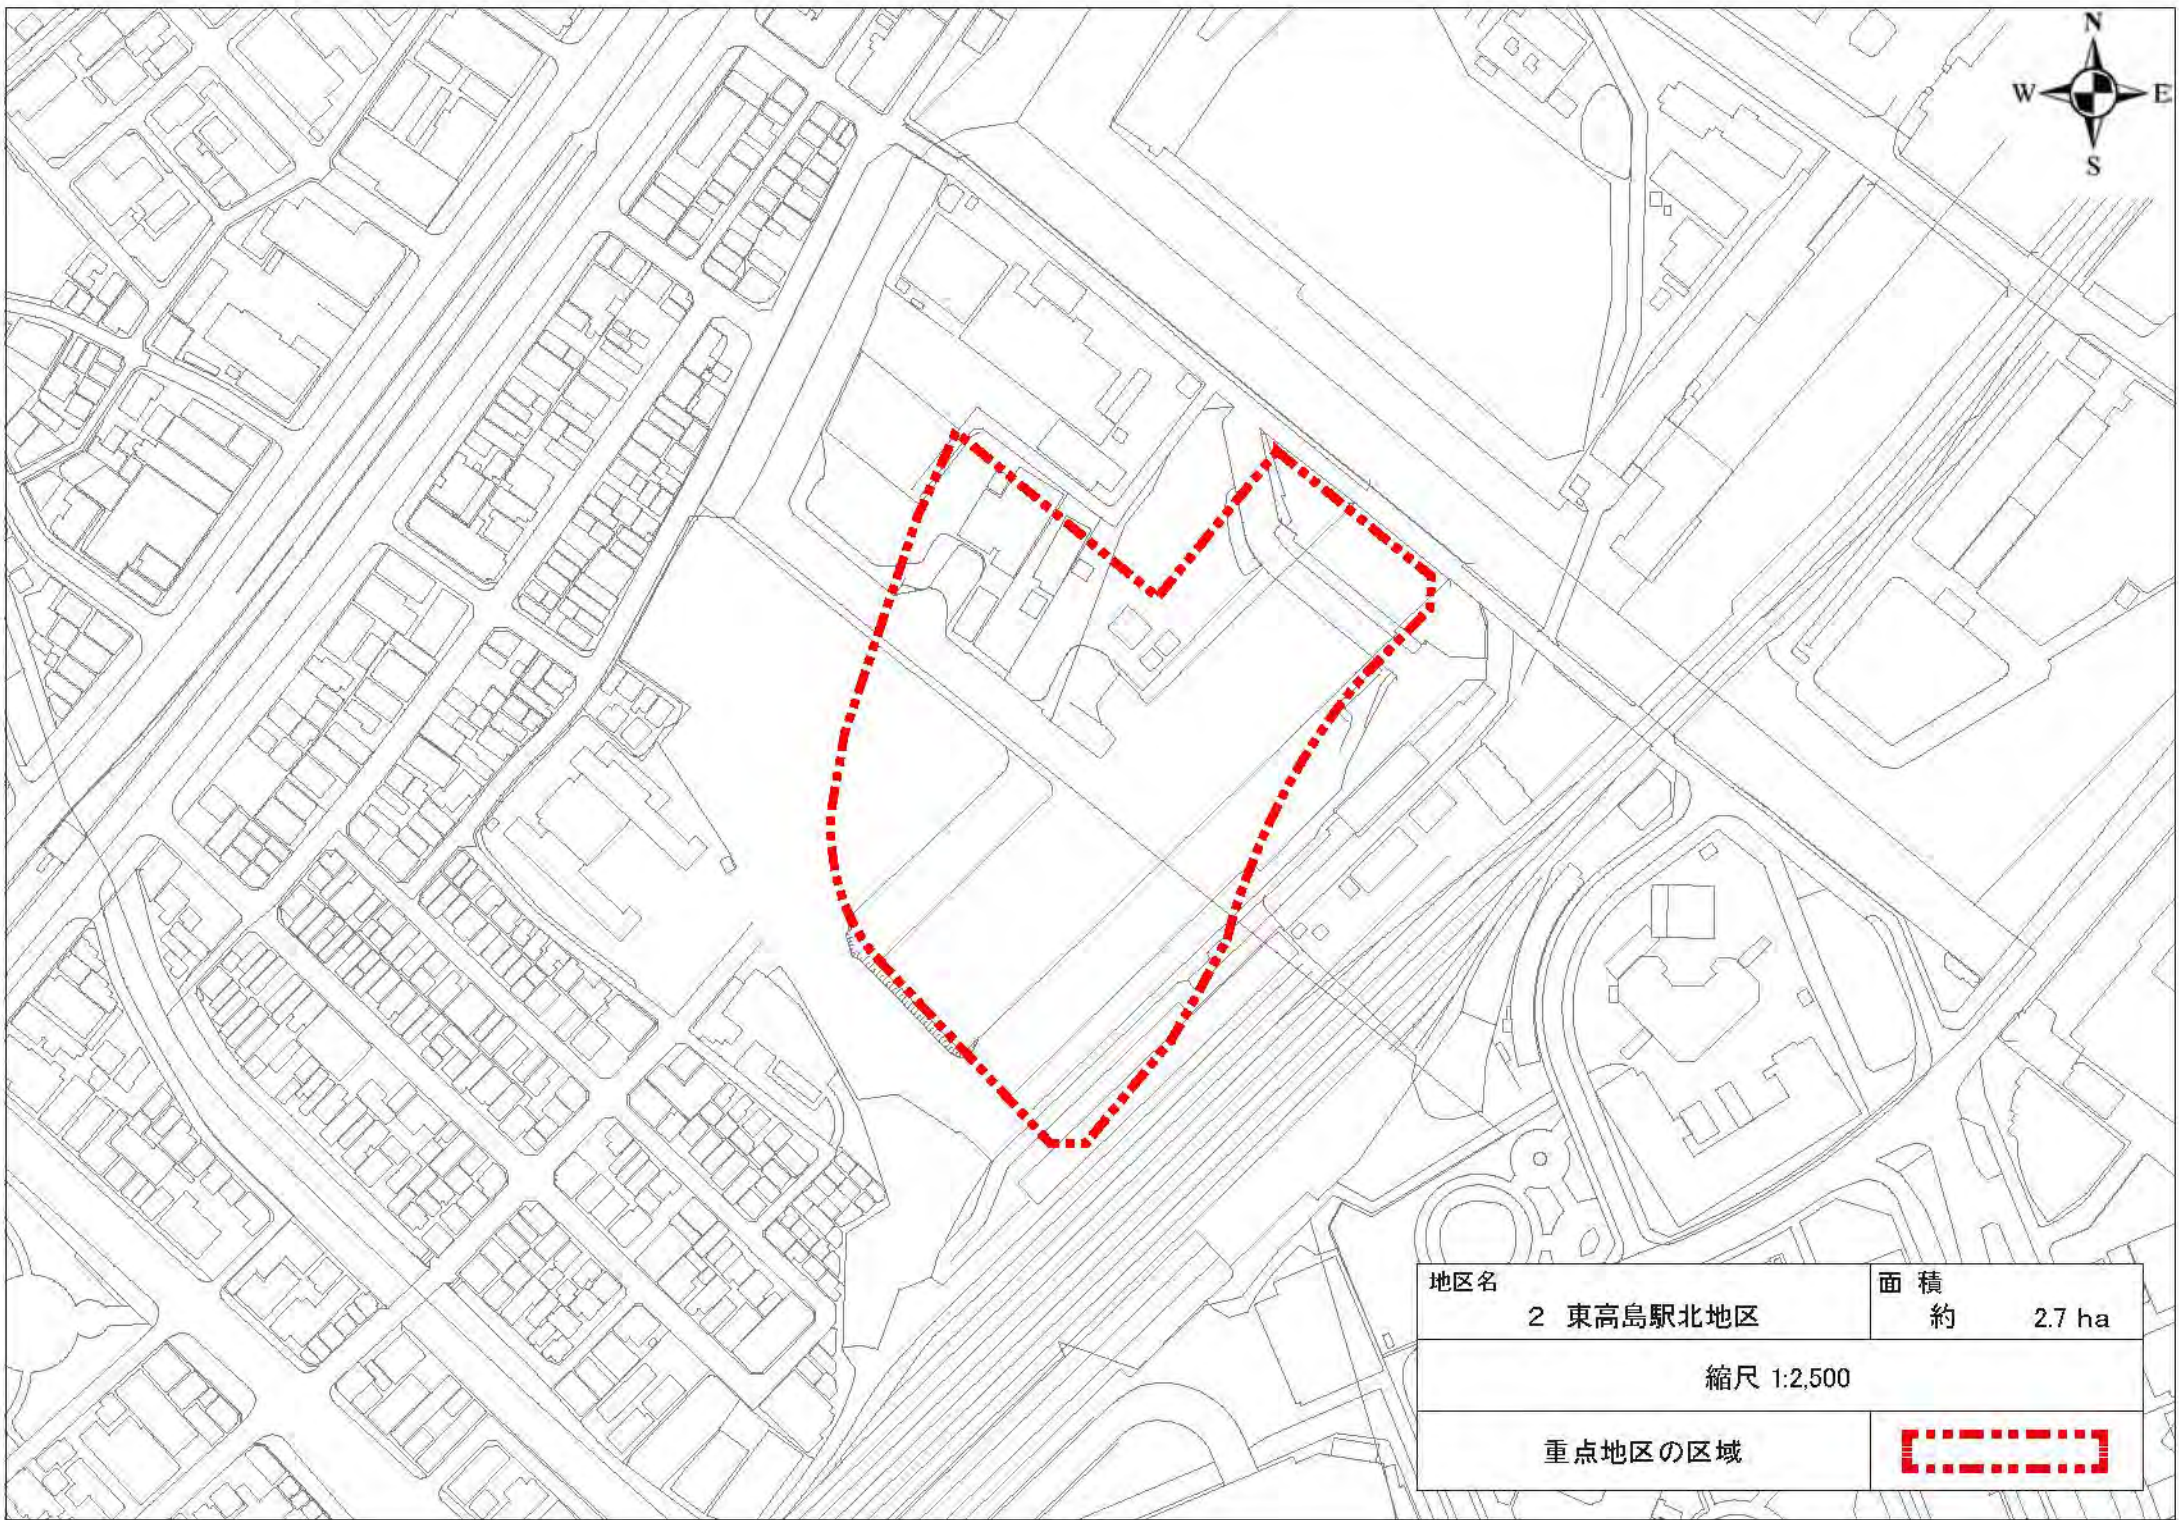 N
W E
S
地区名
2 東高島駅北地区
面 積
約 2.7 ha
縮尺 1:2,500
重点地区の区域